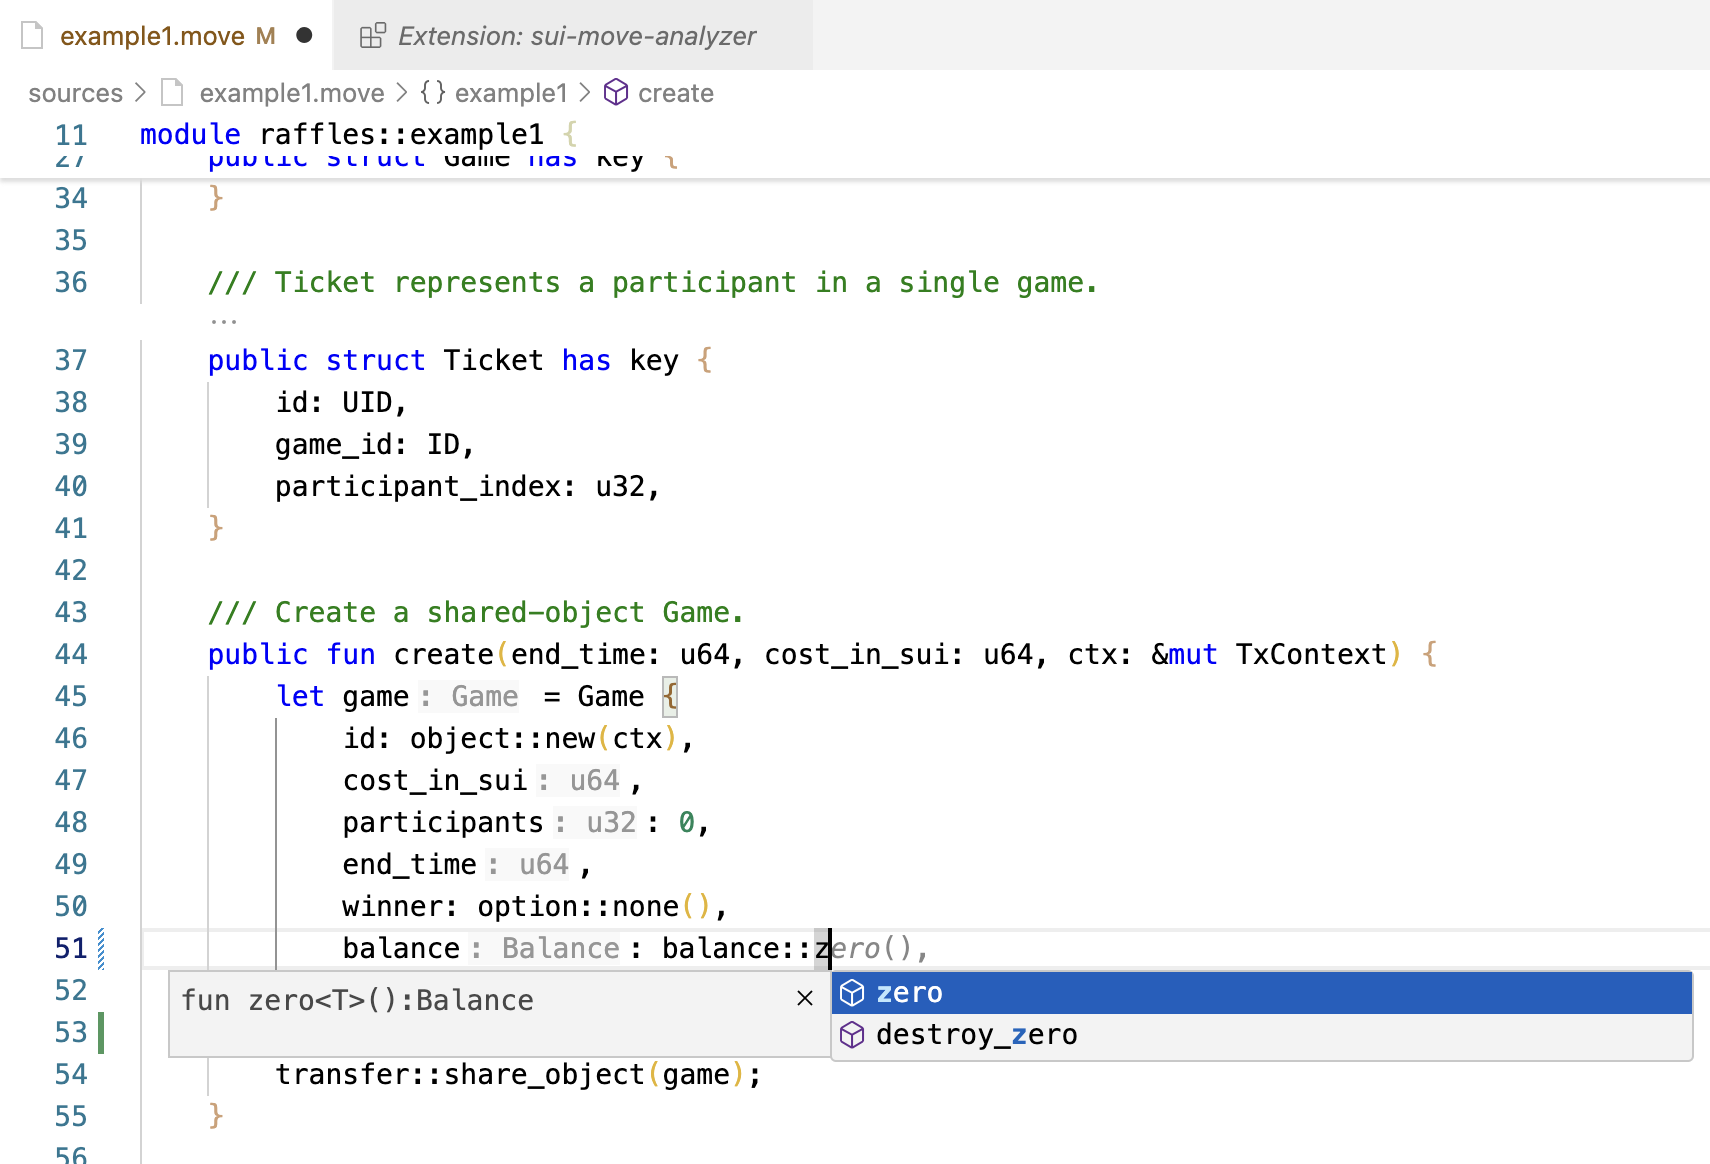 example1.move M ● Extension: sui-move-analyzer
sources > example1.move > {} example1 > create
11 module raffles::example1 {
27 public struct Game has key {
34 }
35
36 /// Ticket represents a participant in a single game.
...
37 public struct Ticket has key {
38 id: UID,
39 game_id: ID,
40 participant_index: u32,
41 }
42
43 /// Create a shared-object Game.
44 public fun create(end_time: u64, cost_in_sui: u64, ctx: &mut TxContext) {
45 let game: Game = Game {
46 id: object::new(ctx),
47 cost_in_sui: u64,
48 participants: u32: 0,
49 end_time: u64,
50 winner: option::none(),
51 balance: Balance: balance::zero(),
52 fun zero<T>():Balance × zero
53 destroy_zero
54 transfer::share_object(game);
55 }
56